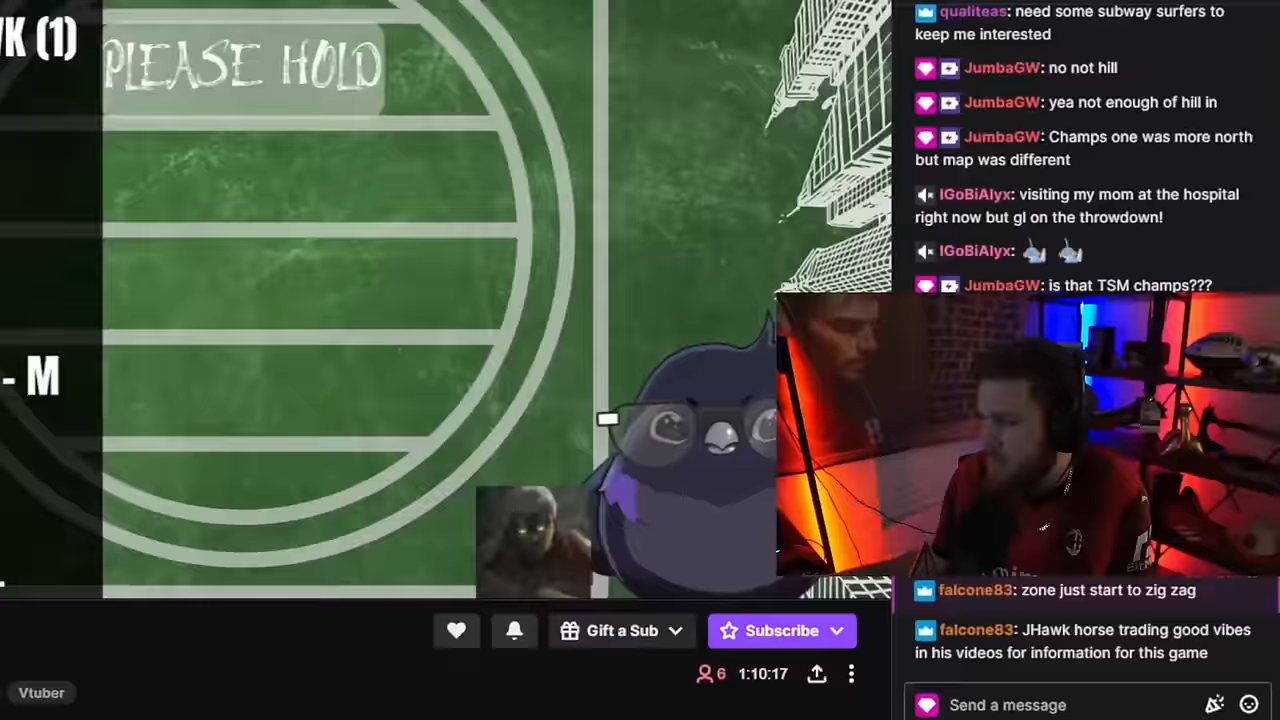 K (1)
PLEASE HOLD
- M
qualiteas: need some subway surfers to
keep me interested
JumbaGW: no not hill
JumbaGW: yea not enough of hill in
JumbaGW: Champs one was more north
but map was different
IGoBiAlyx: visiting my mom at the hospital
right now but gl on the throwdown!
IGoBiAlyx:
JumbaGW: is that TSM champs???
falcone83: zone just start to zig zag
falcone83: JHawk horse trading good vibes
in his videos for information for this game
Gift a Sub
Subscribe
6 1:10:17
Vtuber
Send a message